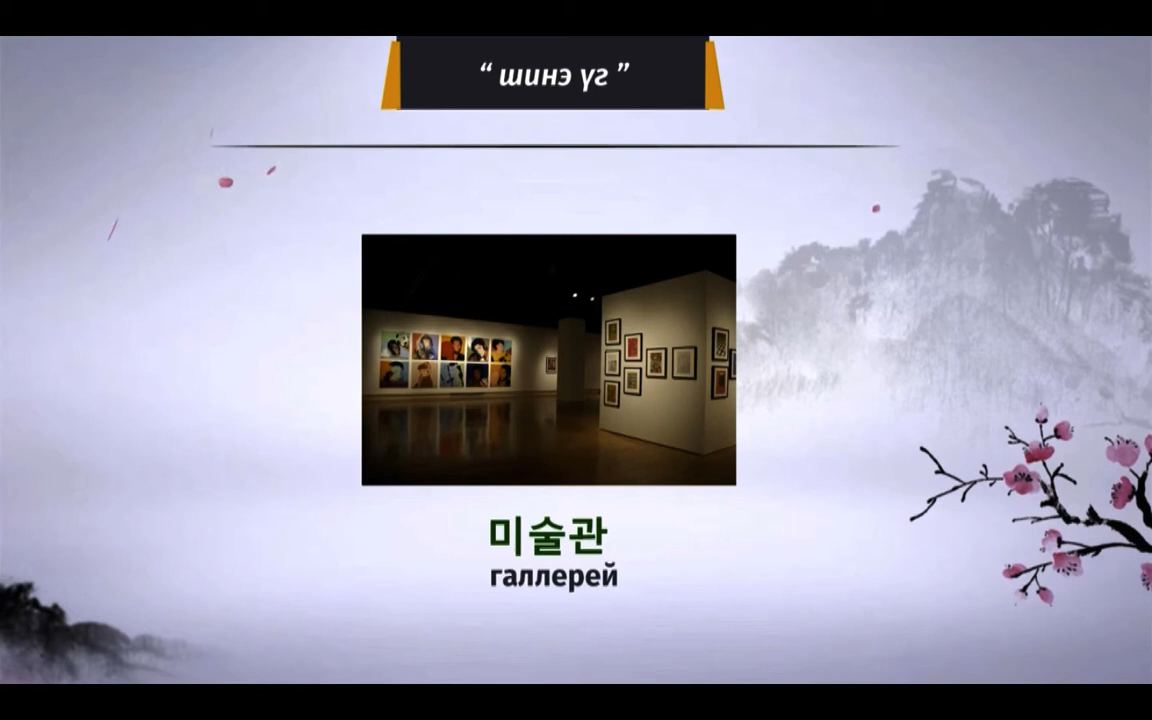 “ шинэ үг ”
미술관
галлерей